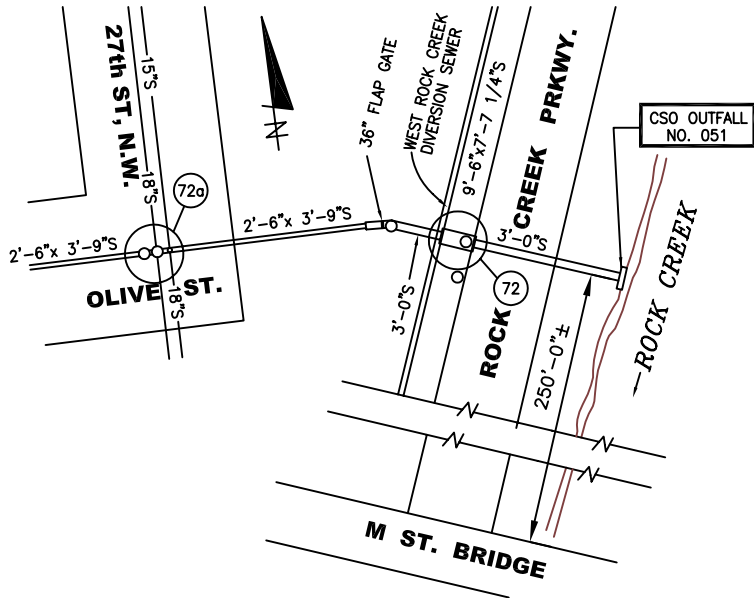 27th ST, N.W.
15"S
18"S
72a
2'-6"x 3'-9"S
2'-6"x 3'-9"S
OLIVE ST.
18"S
N
36" FLAP GATE
WEST ROCK CREEK
DIVERSION SEWER
9'-6"x7'-7 1/4"S
ROCK CREEK PRKWY.
3'-0"S
3'-0"S
72
CSO OUTFALL
NO. 051
ROCK CREEK
250'-0"±
M ST. BRIDGE